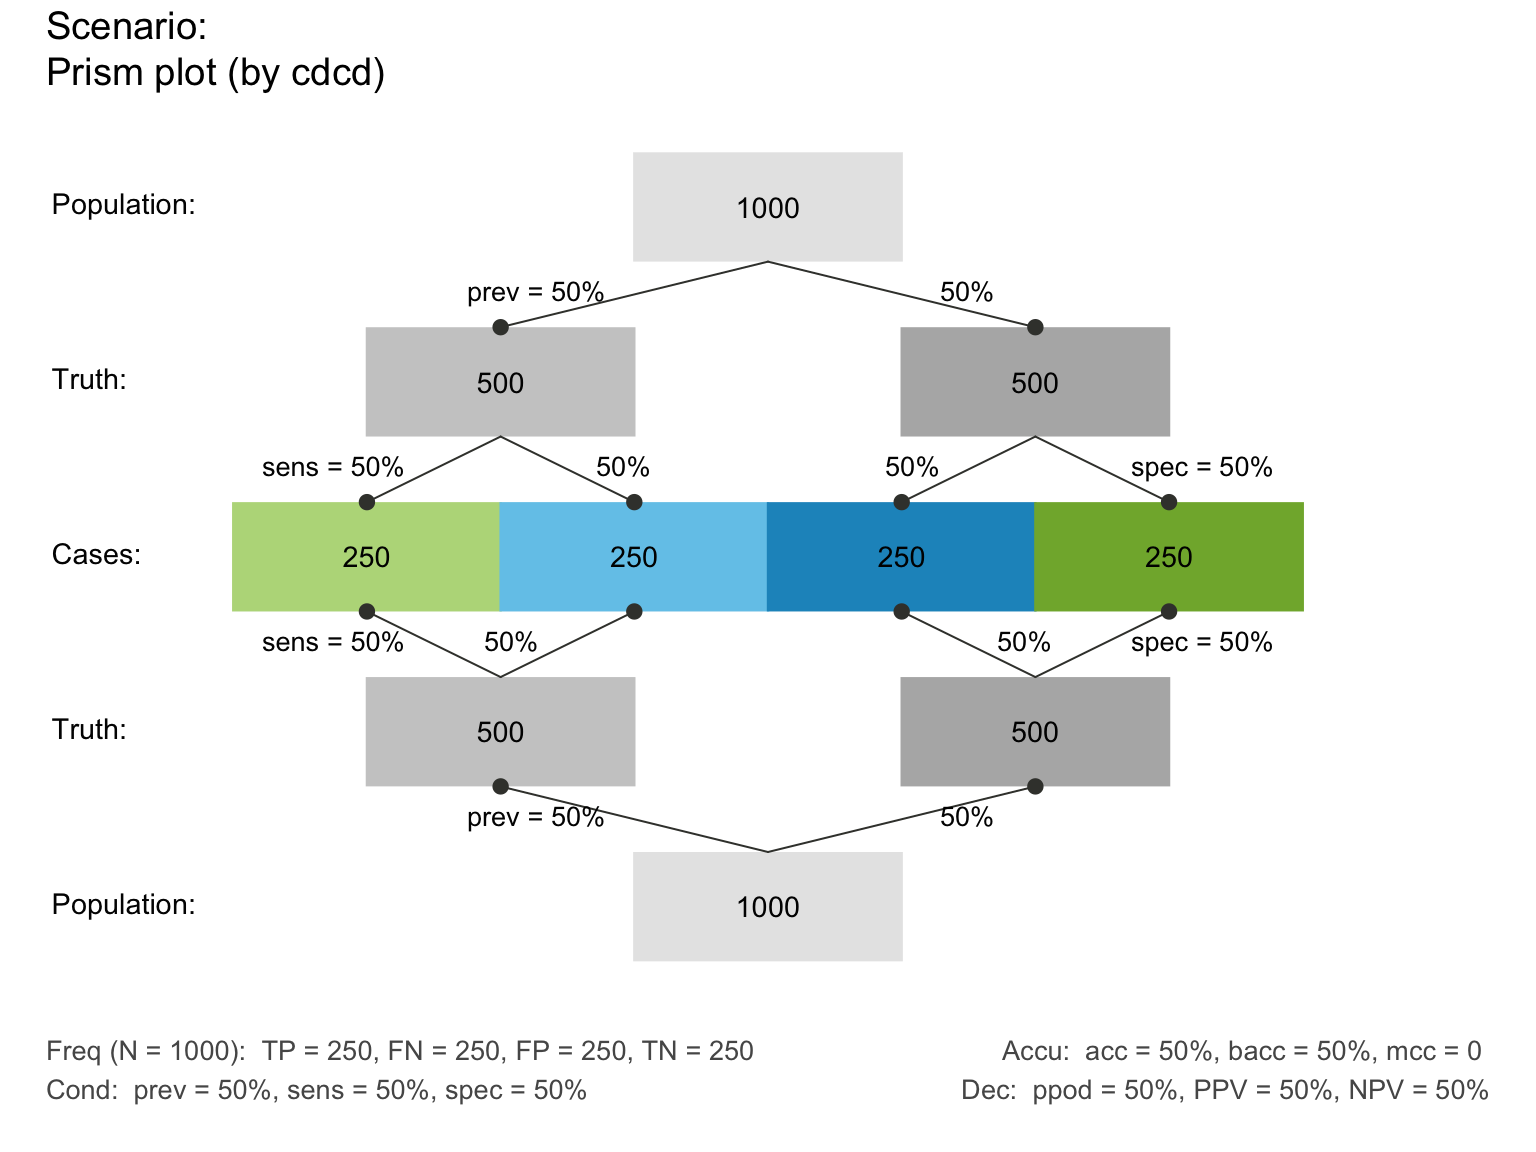 Scenario:
Prism plot (by cdcd)
Population:
1000
prev = 50%
50%
Truth:
500
500
sens = 50%
50%
50%
spec = 50%
Cases:
250
250
250
250
sens = 50%
50%
50%
spec = 50%
Truth:
500
500
prev = 50%
50%
Population:
1000
Freq (N = 1000):  TP = 250, FN = 250, FP = 250, TN = 250
Accu:  acc = 50%, bacc = 50%, mcc = 0
Cond:  prev = 50%, sens = 50%, spec = 50%
Dec:  ppod = 50%, PPV = 50%, NPV = 50%